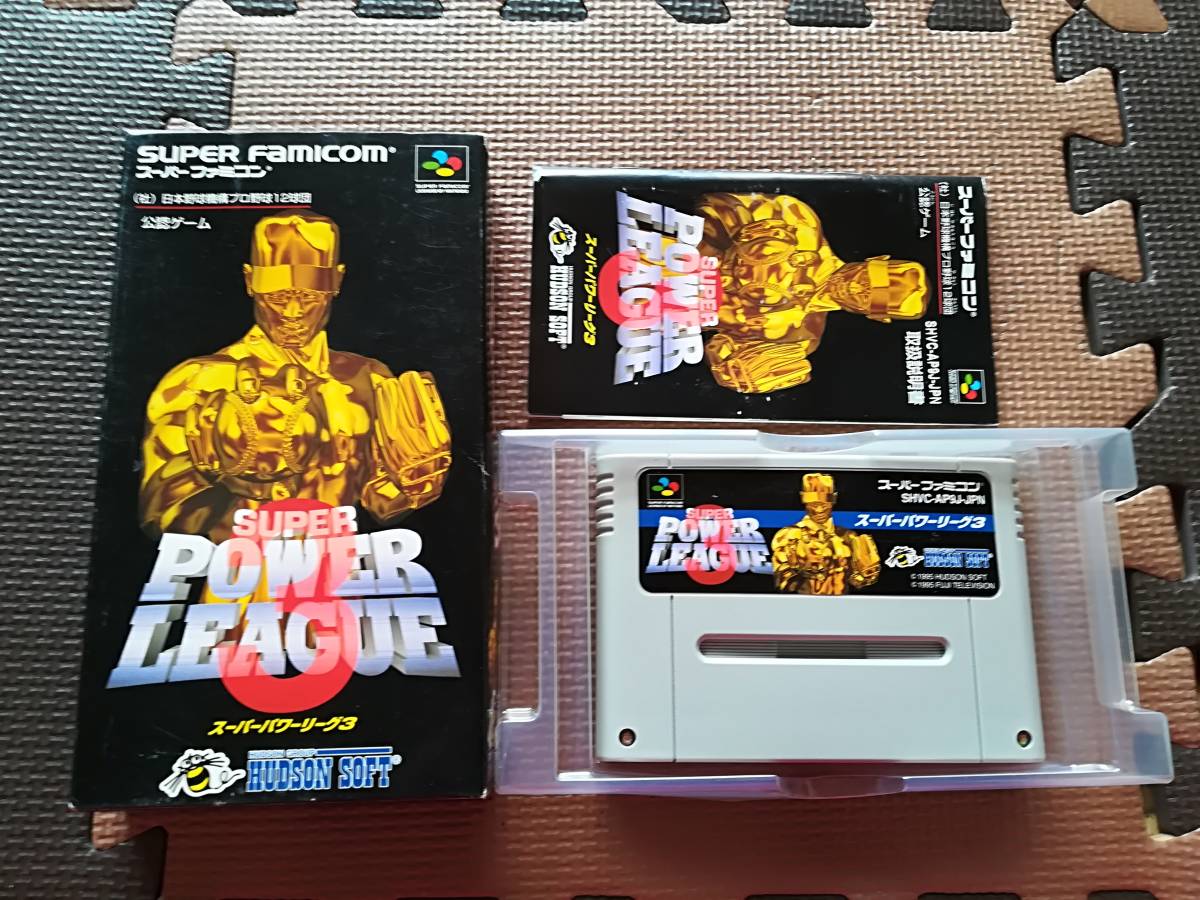 SUPER FAMICOM
スーパーファミコン
(社)日本野球機構プロ野球12球団
公認ゲーム
SUPER
POWER
LEAGUE
3
スーパーパワーリーグ3
HUDSON GROUP
HUDSON SOFT
スーパーファミコン
(社)日本野球機構プロ野球12球団
公認ゲーム
SHVC-AP9J-JPN
取扱説明書
SUPER
POWER
LEAGUE
3
スーパーパワーリーグ3
HUDSON GROUP
HUDSON SOFT
スーパーファミコン
SHVC-AP9J-JPN
スーパーパワーリーグ3
SUPER
POWER
LEAGUE
3
HUDSON GROUP
HUDSON SOFT
© 1995 HUDSON SOFT
© 1995 FUJI TELEVISION